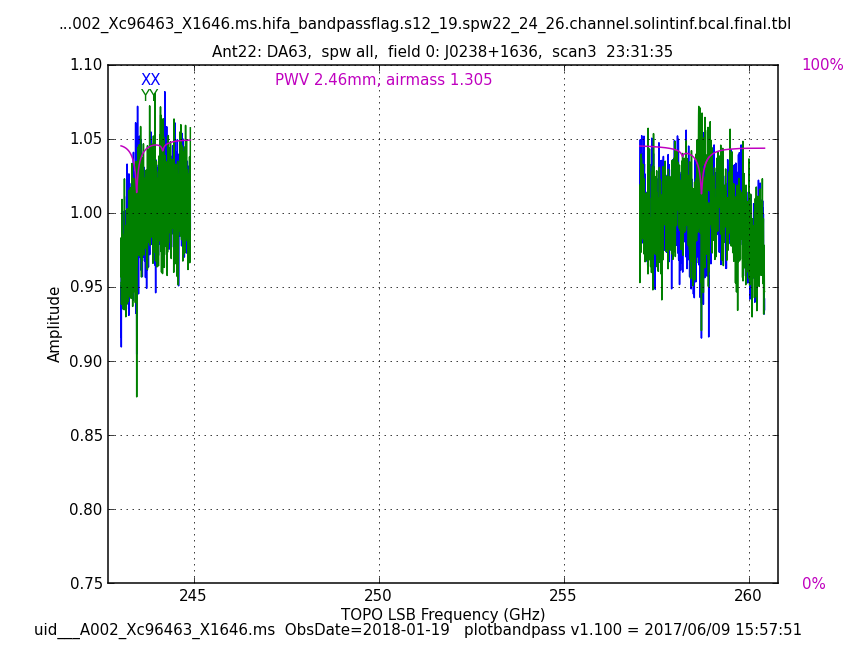 ...002_Xc96463_X1646.ms.hifa_bandpassflag.s12_19.spw22_24_26.channel.solintinf.bcal.final.tbl
Ant22: DA63,  spw all,  field 0: J0238+1636,  scan3  23:31:35
1.10
100%
XX
PWV 2.46mm, airmass 1.305
YY
1.05
1.00
0.95
Amplitude
0.90
0.85
0.80
0.75
0%
245
250
255
260
TOPO LSB Frequency (GHz)
uid___A002_Xc96463_X1646.ms  ObsDate=2018-01-19   plotbandpass v1.100 = 2017/06/09 15:57:51